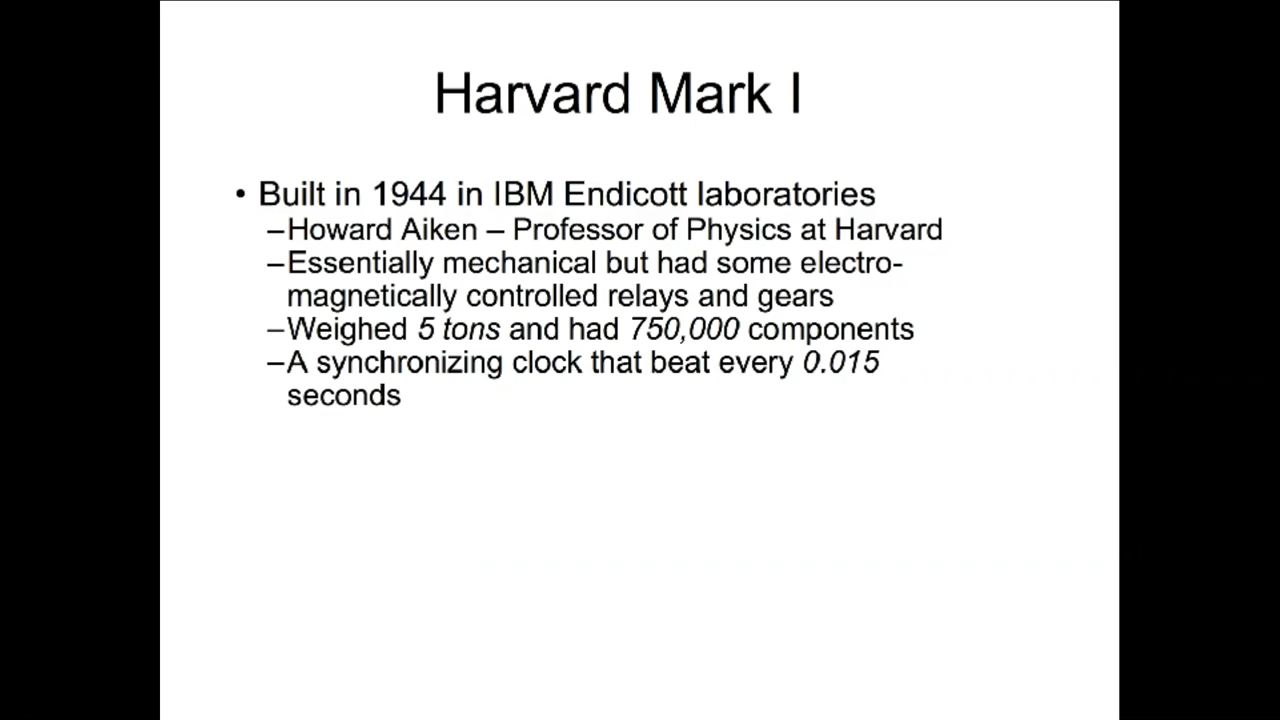 Harvard Mark I
• Built in 1944 in IBM Endicott laboratories
–Howard Aiken – Professor of Physics at Harvard
–Essentially mechanical but had some electro-
magnetically controlled relays and gears
–Weighed 5 tons and had 750,000 components
–A synchronizing clock that beat every 0.015
seconds